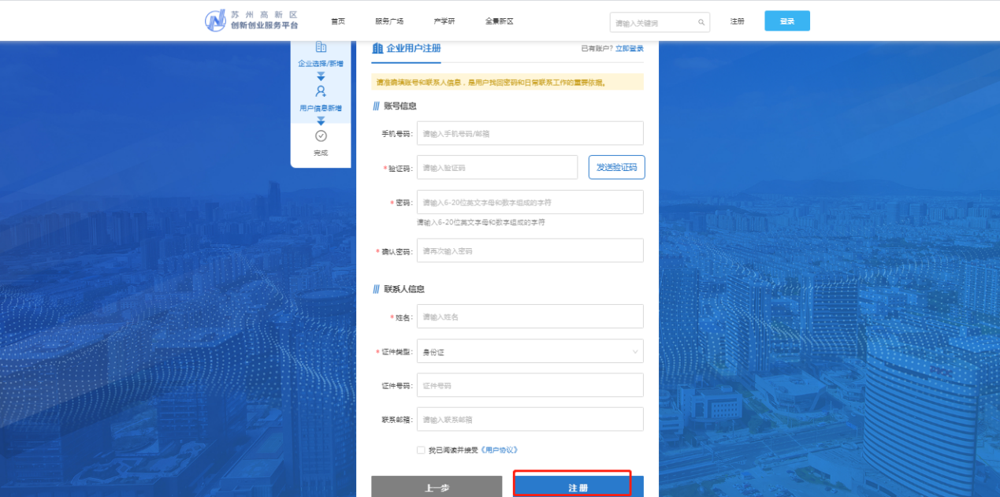 苏州高新区
创新创业服务平台
首页
服务广场
产学研
全景新区
请输入关键词
注册
登录
企业选择/新增
用户信息新增
完成
企业用户注册
已有账户? 立即登录
请准确填账号和联系人信息，是用户找回密码和日常联系工作的重要依据。
账号信息
手机号码: 请输入手机号码/邮箱
*验证码: 请输入验证码 发送验证码
*密码: 请输入6-20位英文字母和数字组成的字符
请输入6-20位英文字母和数字组成的字符
*确认密码: 请再次输入密码
联系人信息
*姓名: 请输入姓名
*证件类型: 身份证
证件号码: 证件号码
联系邮箱: 请输入联系邮箱
我已阅读并接受《用户协议》
上一步
注册